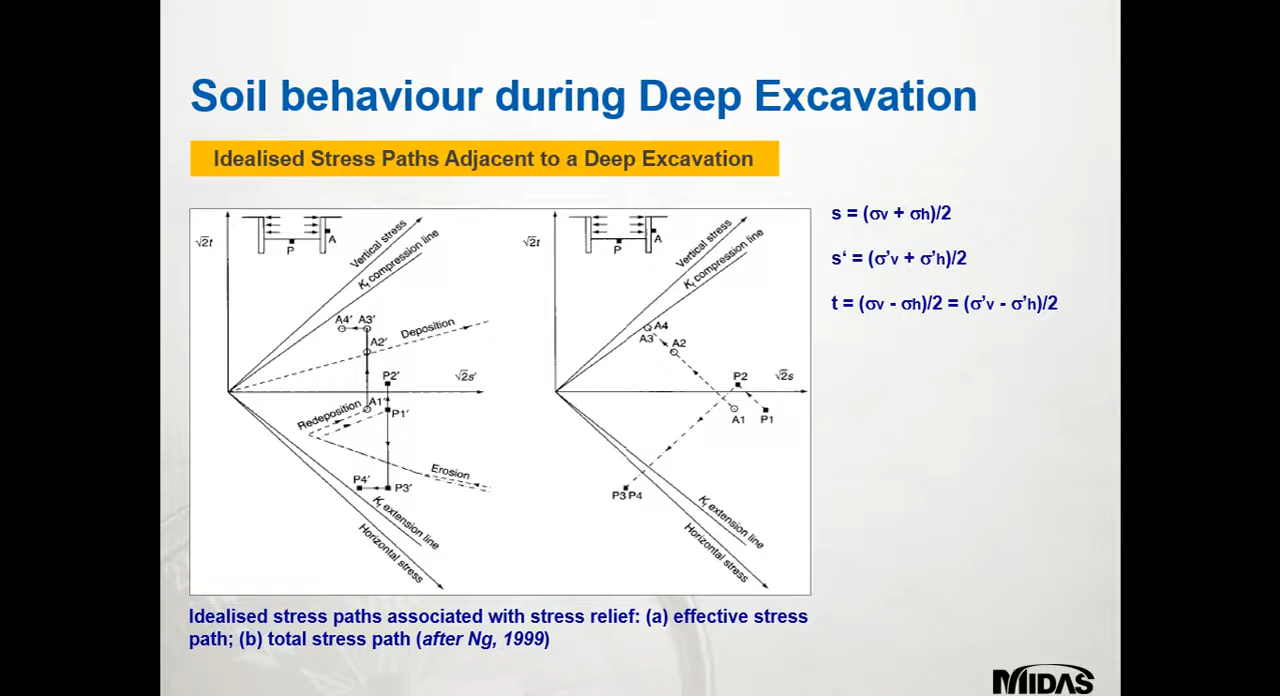 Soil behaviour during Deep Excavation
Idealised Stress Paths Adjacent to a Deep Excavation
√2t
A
P
Vertical stress
Kf compression line
A4′ A3′
A2′
Deposition
P2′
√2s′
A1′
P1′
Redeposition
Erosion
P4′
P3′
Kf extension line
Horizontal stress
√2t
A
P
Vertical stress
Kf compression line
A4
A3
A2
P2
√2s
A1
P1
P3 P4
Kf extension line
Horizontal stress
s = (σv + σh)/2
s‘ = (σ’v + σ’h)/2
t = (σv - σh)/2 = (σ’v - σ’h)/2
Idealised stress paths associated with stress relief: (a) effective stress
path; (b) total stress path (after Ng, 1999)
MIDAS